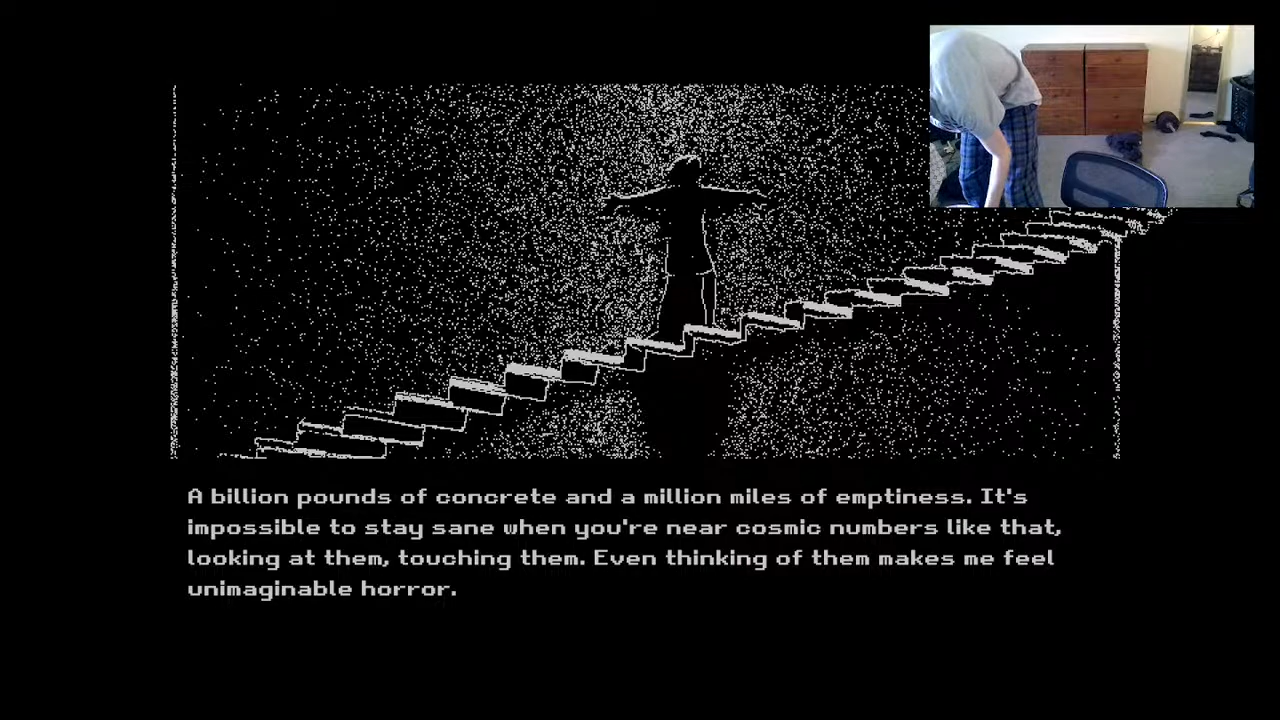 A billion pounds of concrete and a million miles of emptiness. It's
impossible to stay sane when you're near cosmic numbers like that,
looking at them, touching them. Even thinking of them makes me feel
unimaginable horror.